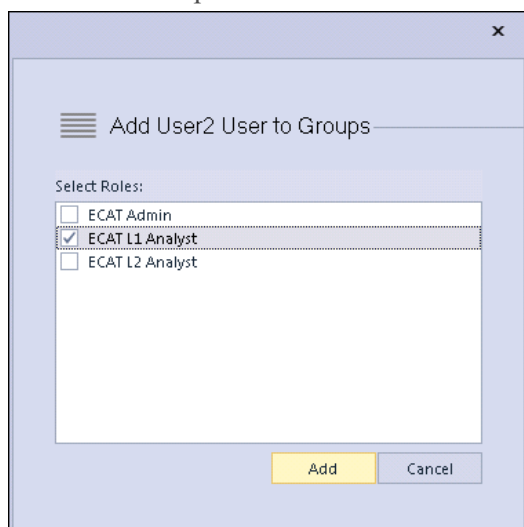 Add User2 User to Groups
Select Roles:
ECAT Admin
ECAT L1 Analyst
ECAT L2 Analyst
Add Cancel